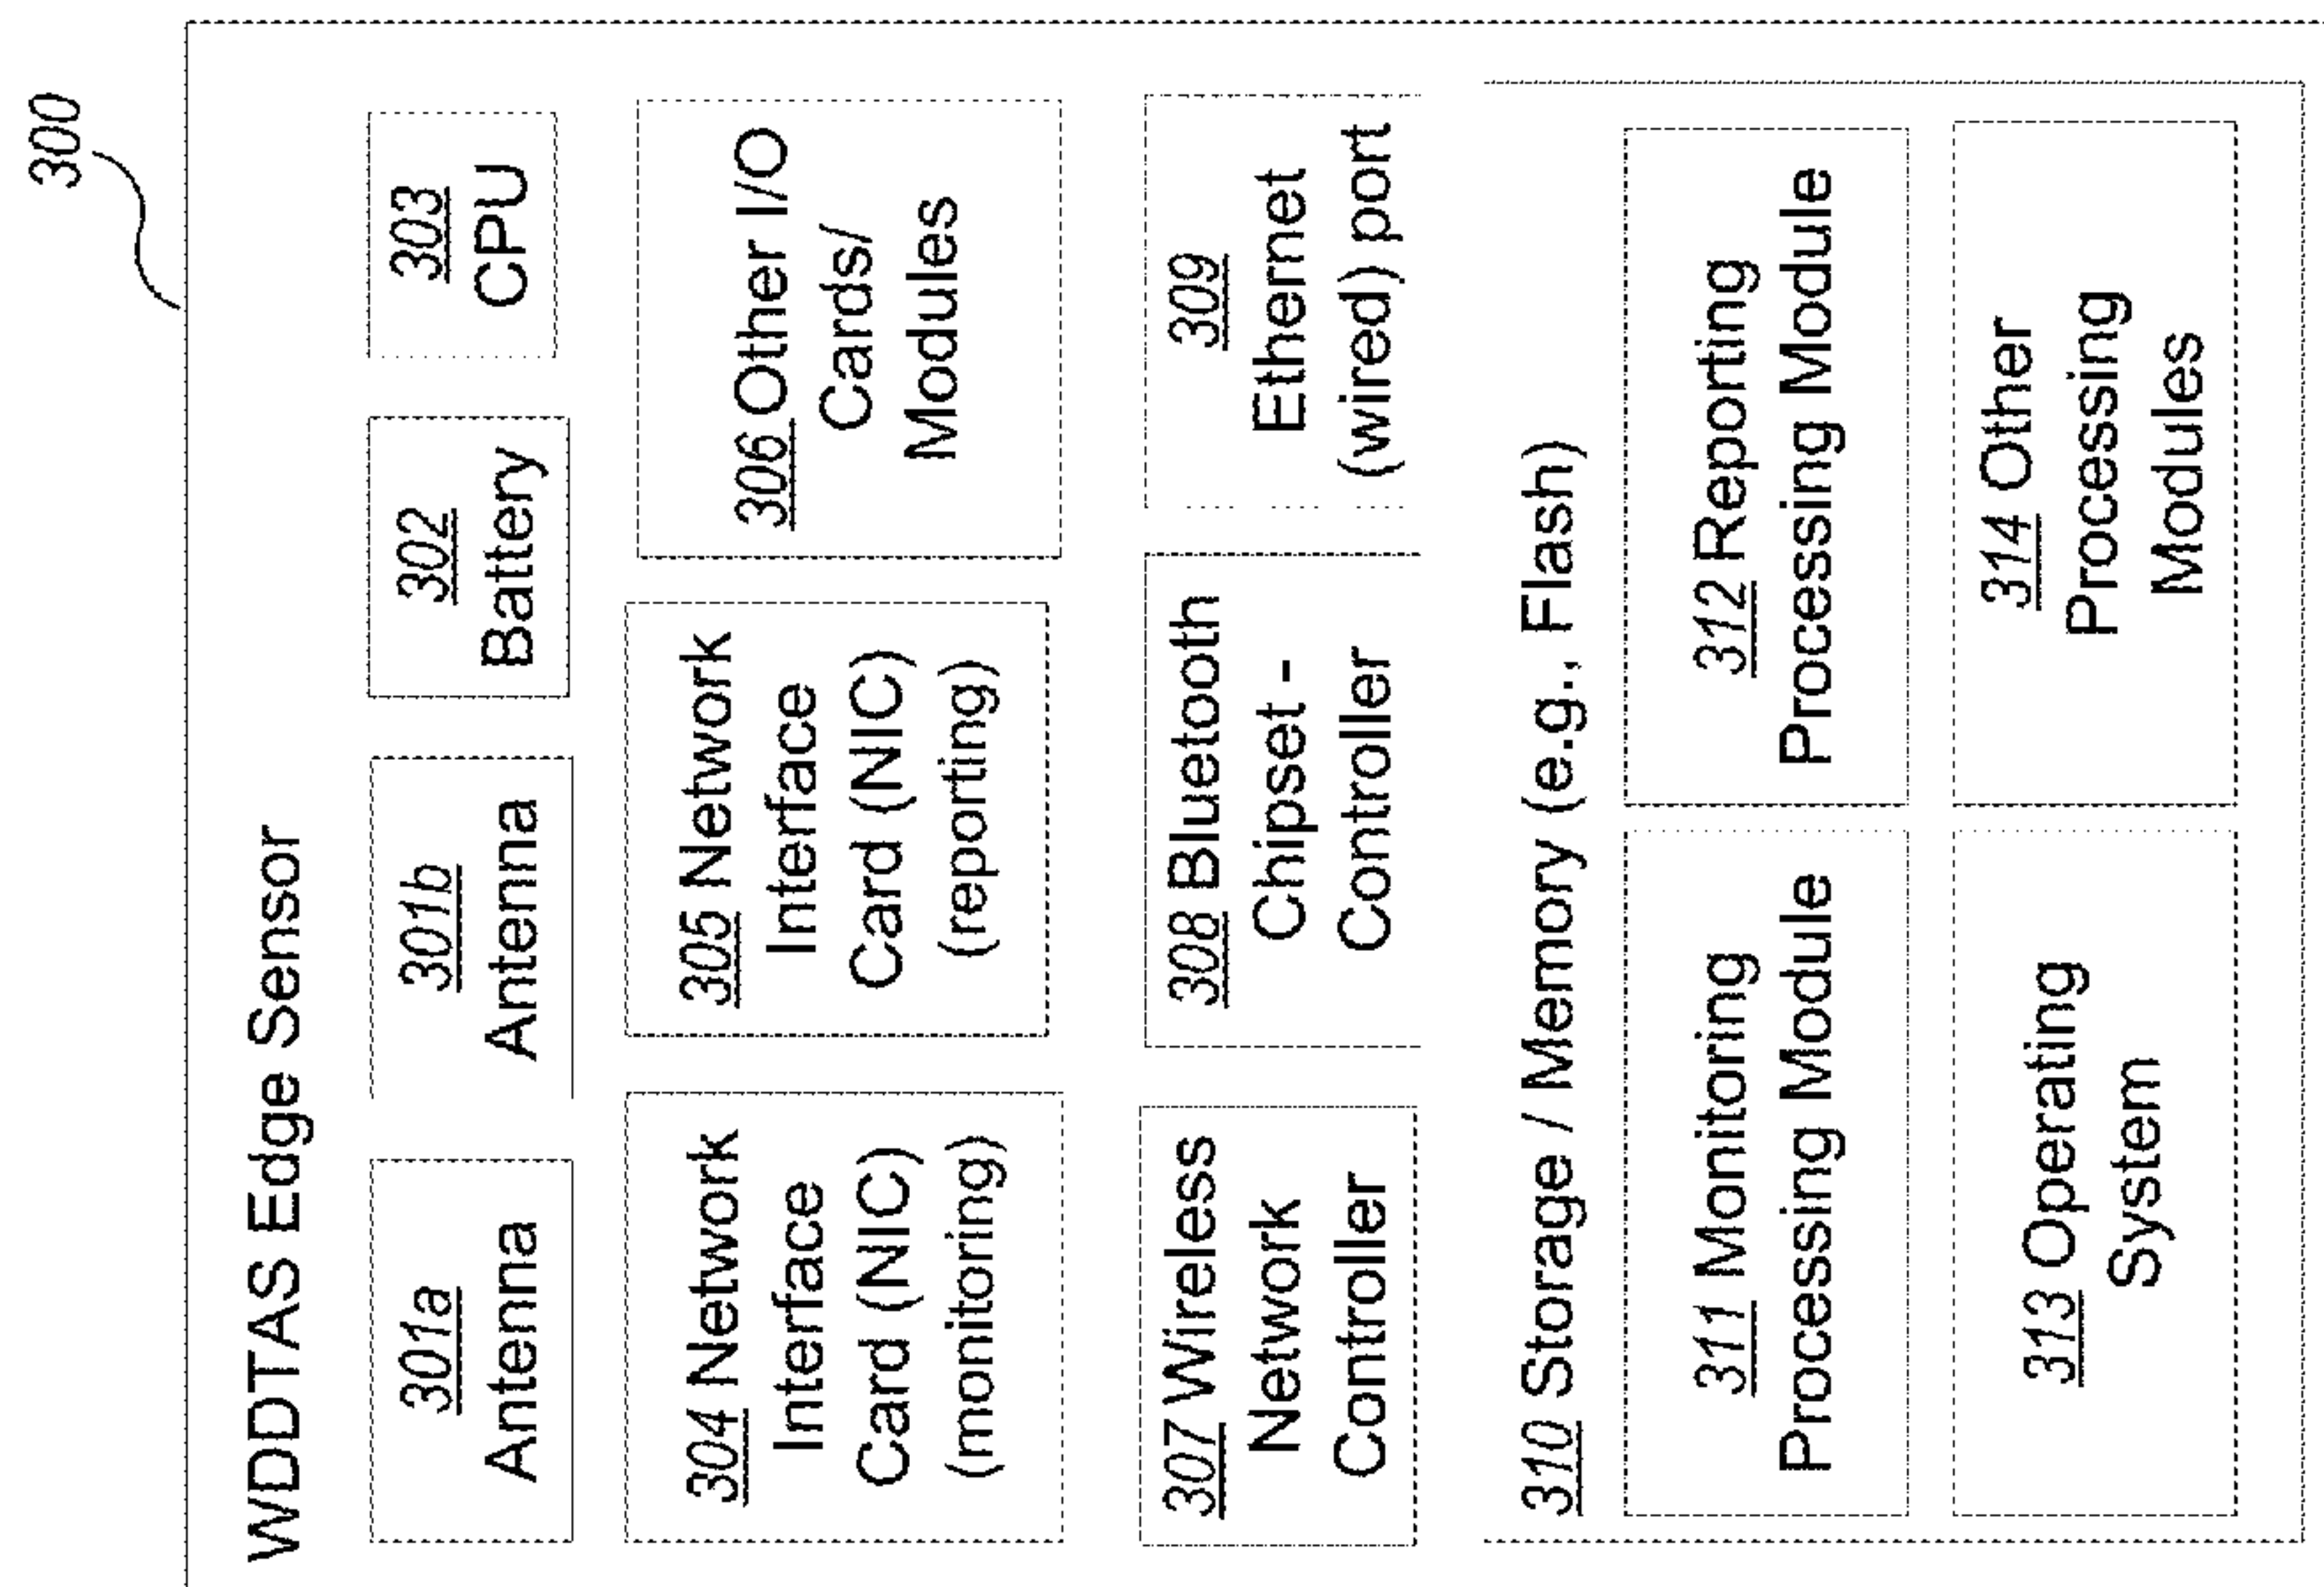 300
WDDTAS Edge Sensor
301a
Antenna
301b
Antenna
302
Battery
303
CPU
304 Network
Interface
Card (NIC)
(monitoring)
305 Network
Interface
Card (NIC)
(reporting)
306 Other I/O
Cards/
Modules
307 Wireless
Network
Controller
308 Bluetooth
Chipset -
Controller
309
Ethernet
(wired) port
310 Storage / Memory (e.g., Flash)
311 Monitoring
Processing Module
312 Reporting
Processing Module
313 Operating
System
314 Other
Processing
Modules